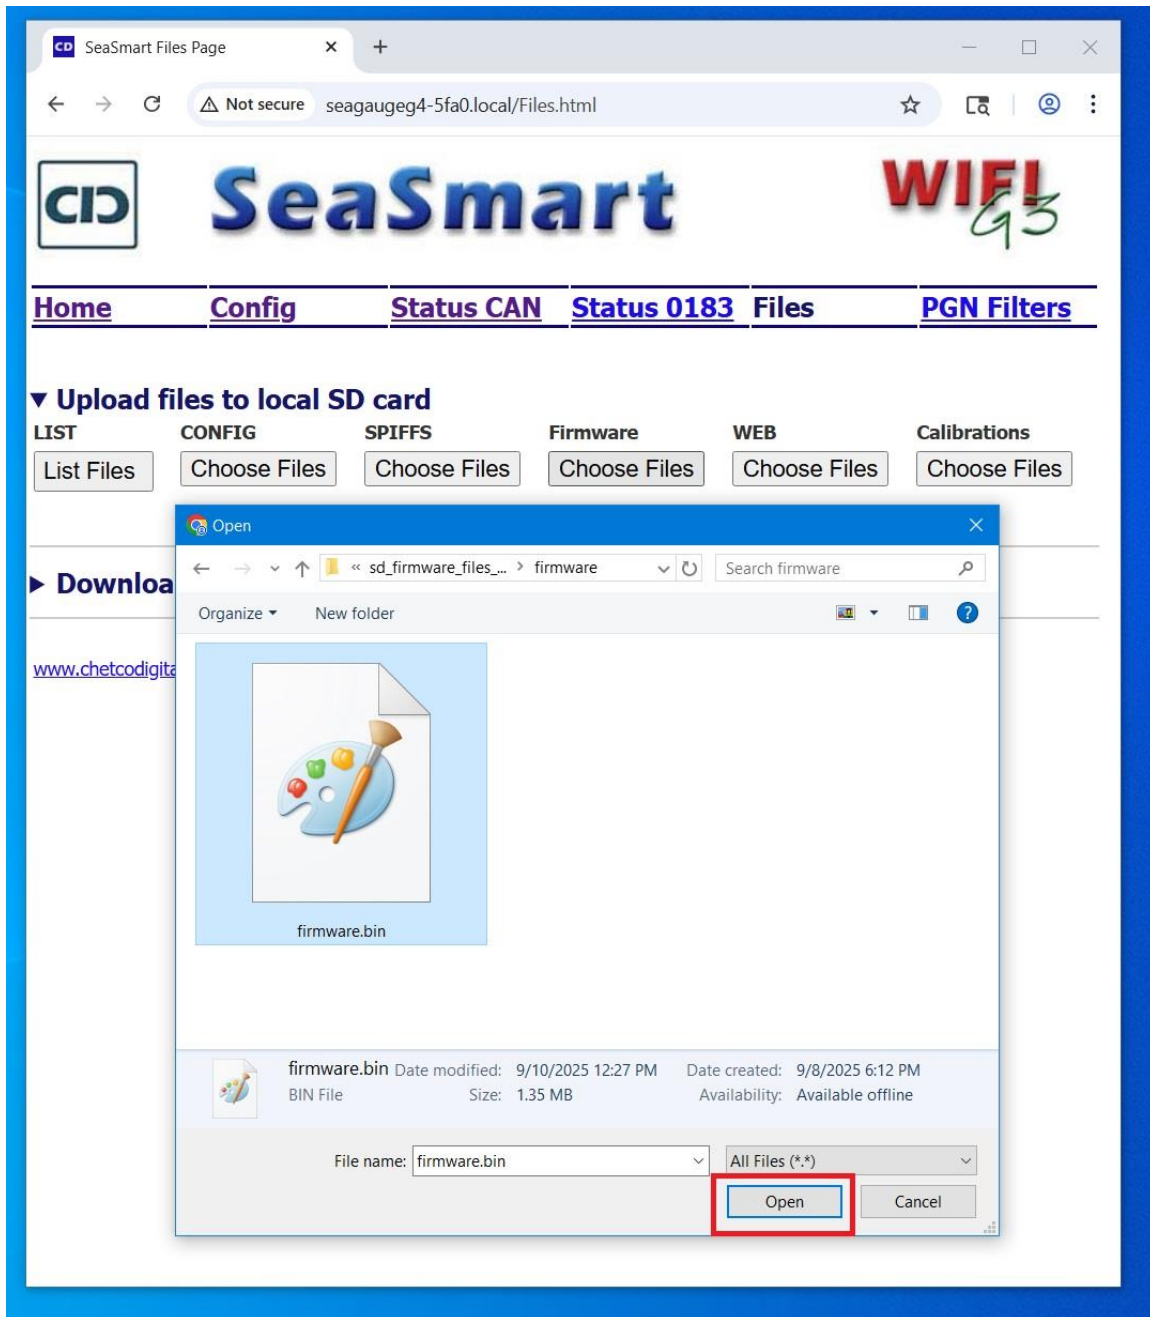 CD SeaSmart Files Page
Not secure seagaugeg4-5fa0.local/Files.html
CD SeaSmart WIFI G3
Home Config Status CAN Status 0183 Files PGN Filters
Upload files to local SD card
LIST CONFIG SPIFFS Firmware WEB Calibrations
List Files Choose Files Choose Files Choose Files Choose Files Choose Files
Open
« sd_firmware_files_... › firmware Search firmware
Downloa
Organize New folder ?
www.chetcodigita
firmware.bin
firmware.bin Date modified: 9/10/2025 12:27 PM Date created: 9/8/2025 6:12 PM
BIN File Size: 1.35 MB Availability: Available offline
File name: firmware.bin All Files (*.*)
Open Cancel